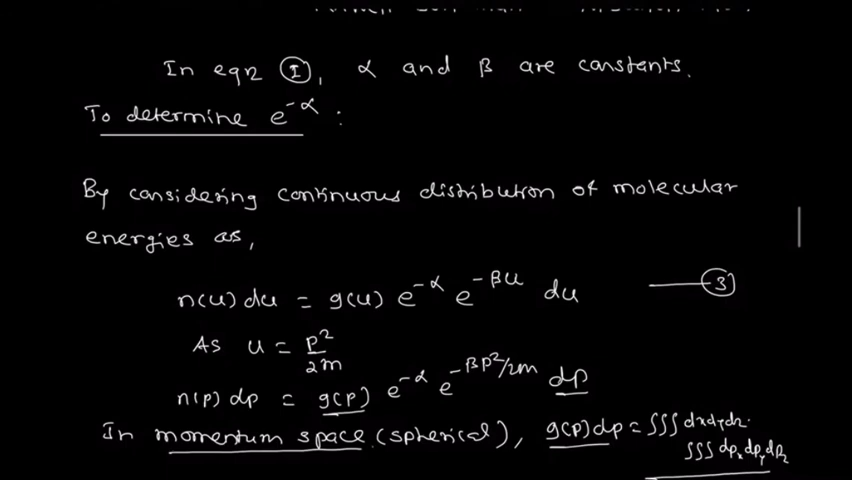 In eqn ①, α and β are constants.
To determine e^-α :
By considering continuous distribution of molecular
energies as,
n(u)du = g(u) e^-α e^-βu du —— ③
As u = p²/2m
n(p)dp = g(p) e^-α e^-βp²/2m dp
In momentum space (spherical), g(p)dp = ∫∫∫ dxdydz.
∫∫∫ dpₓdp_ydp_z